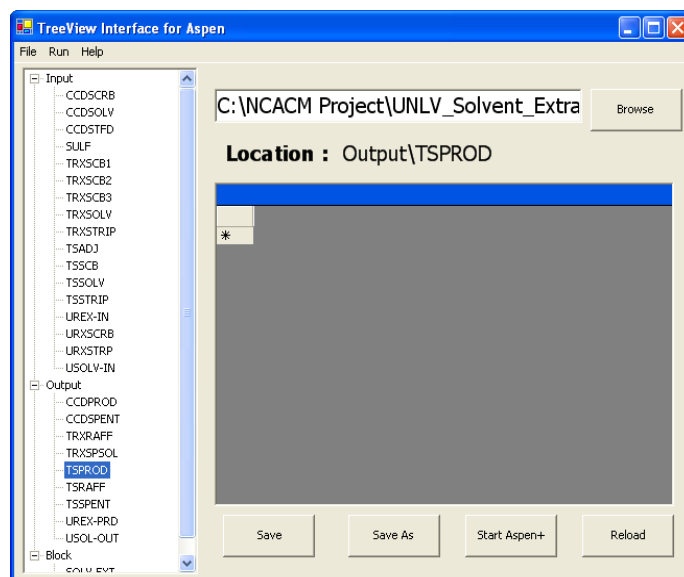 TreeView Interface for Aspen
File Run Help
Input
CCDSCRB
CCDSOLV
CCDSTFD
SULF
TRXSCB1
TRXSCB2
TRXSCB3
TRXSOLV
TRXSTRIP
TSADJ
TSSCB
TSSOLV
TSSTRIP
UREX-IN
URXSCRB
URXSTRP
USOLV-IN
Output
CCDPROD
CCDSPENT
TRXRAFF
TRXSPSOL
TSPROD
TSRAFF
TSSPENT
UREX-PRD
USOL-OUT
Block
SOLV-EXT
C:\NCACM Project\UNLV_Solvent_Extra
Browse
Location : Output\TSPROD
*
Save Save As Start Aspen+ Reload